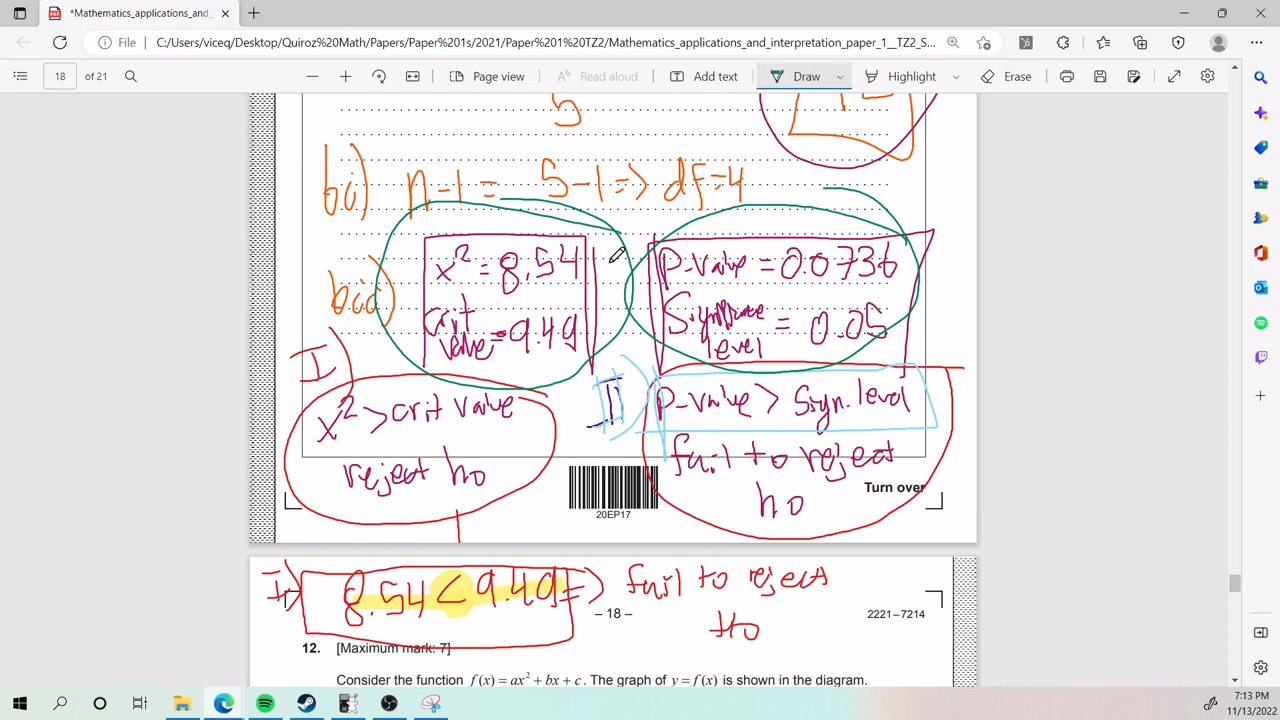 *Mathematics_applications_and_
File C:/Users/viceq/Desktop/Quiroz%20Math/Papers/Paper%201s/2021/Paper%201%20TZ2/Mathematics_applications_and_interpretation_paper_1__TZ2_S...
18 of 21
Page view
Read aloud
Add text
Draw
Highlight
Erase
5
bi) n-1 = 5-1 => df=4
bii)
x² = 8.54
crit value = 9.49
P-value = 0.0736
Significance level = 0.05
I)
x² > crit value
reject ho
II) P-value > sign. level
fail to reject
ho
Turn over
20EP17
I) 8.54 < 9.49 => fail to reject
Ho
– 18 –
2221–7214
12. [Maximum mark: 7]
Consider the function f(x) = ax² + bx + c. The graph of y = f(x) is shown in the diagram.
7:13 PM
11/13/2022